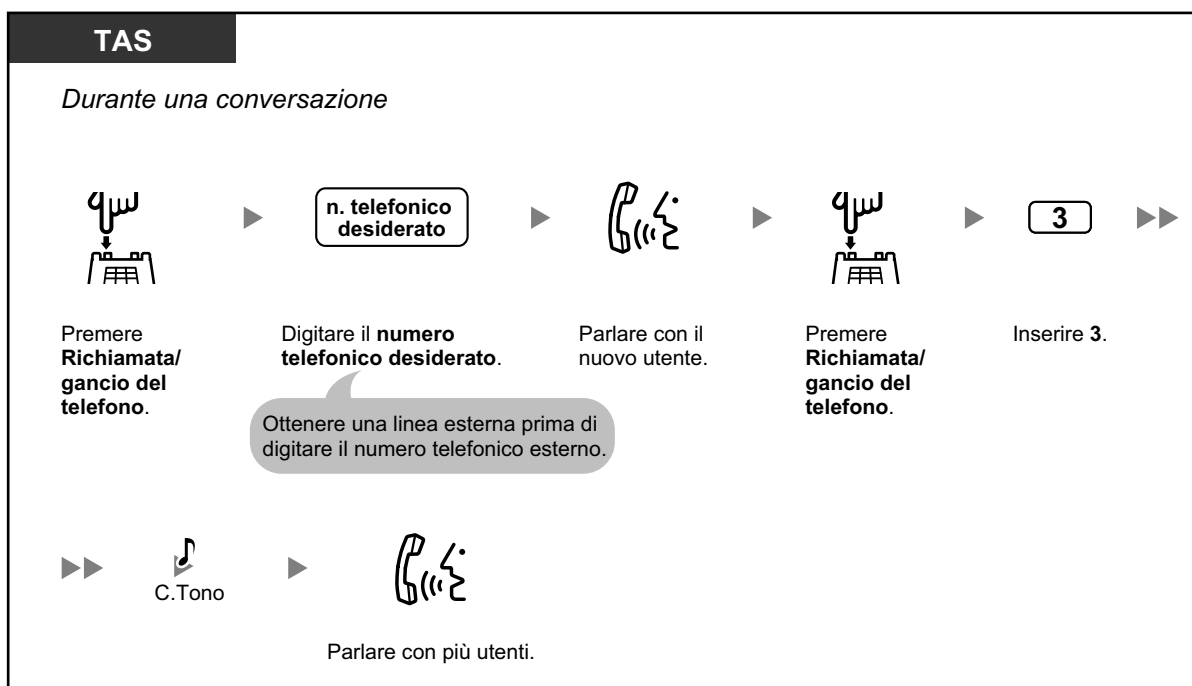 TAS
Durante una conversazione
n. telefonico
desiderato
3
Premere
Richiamata/
gancio del
telefono.
Digitare il numero
telefonico desiderato.
Parlare con il
nuovo utente.
Premere
Richiamata/
gancio del
telefono.
Inserire 3.
Ottenere una linea esterna prima di
digitare il numero telefonico esterno.
C.Tono
Parlare con più utenti.